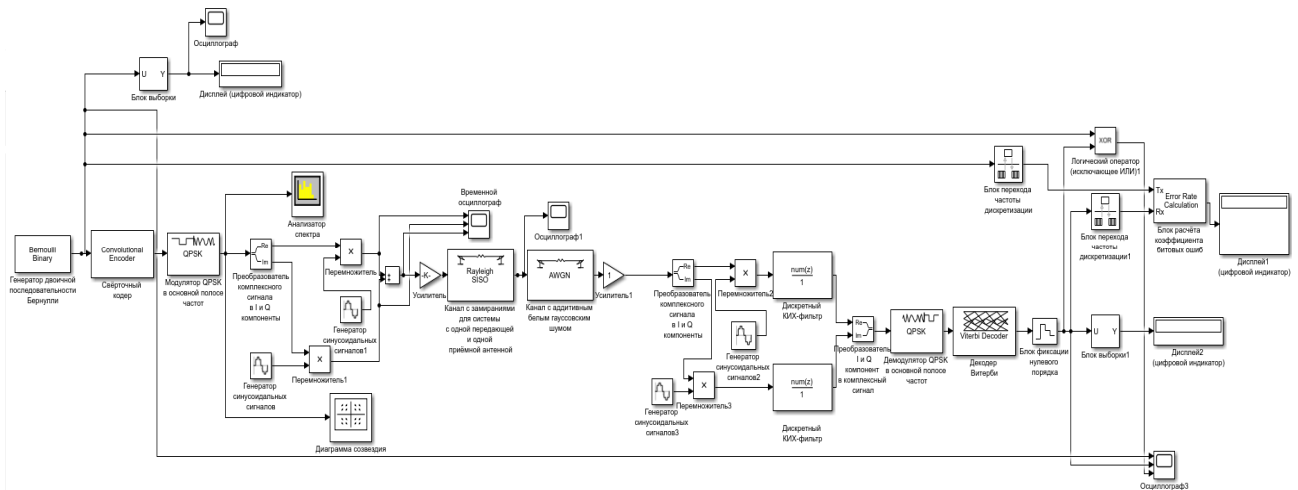 Осциллограф
U Y
Блок выборки
Дисплей (цифровой индикатор)
XOR
Логический оператор
(исключающее ИЛИ)1
Блок перехода
частоты
дискретизации
Tx
Rx
Error Rate
Calculation
Блок расчёта
коэффициента
битовых ошиб
Блок перехода
частоты
дискретизации1
Дисплей1
(цифровой индикатор)
Анализатор
спектра
Временной
осциллограф
Осциллограф1
Bernoulli
Binary
Генератор двоичной
последовательности
Бернулли
Convolutional
Encoder
Свёрточный
кодер
QPSK
Модулятор QPSK
в основной полосе
частот
Re
Im
Преобразователь
комплексного
сигнала
в I и Q
компоненты
×
Перемножитель
Генератор
синусоидальных
сигналов1
×
Перемножитель1
Генератор
синусоидальных
сигналов
Диаграмма созвездия
-K-
Усилитель
Rayleigh
SISO
Канал с замираниями
для системы
с одной передающей
и одной
приёмной антенной
AWGN
Канал с аддитивным
белым гауссовским
шумом
1
Усилитель1
Re
Im
Преобразователь
комплексного
сигнала
в I и Q
компоненты
×
Перемножитель2
Генератор
синусоидальных
сигналов2
×
Перемножитель3
Генератор
синусоидальных
сигналов3
num(z)
1
Дискретный
КИХ-фильтр
num(z)
1
Дискретный
КИХ-фильтр
Re
Im
Преобразователь
I и Q
компонент
в комплексный
сигнал
QPSK
Демодулятор QPSK
в основной полосе
частот
Viterbi Decoder
Декодер
Витерби
Блок фиксации
нулевого
порядка
U Y
Блок выборки1
Дисплей2
(цифровой индикатор)
Осциллограф3